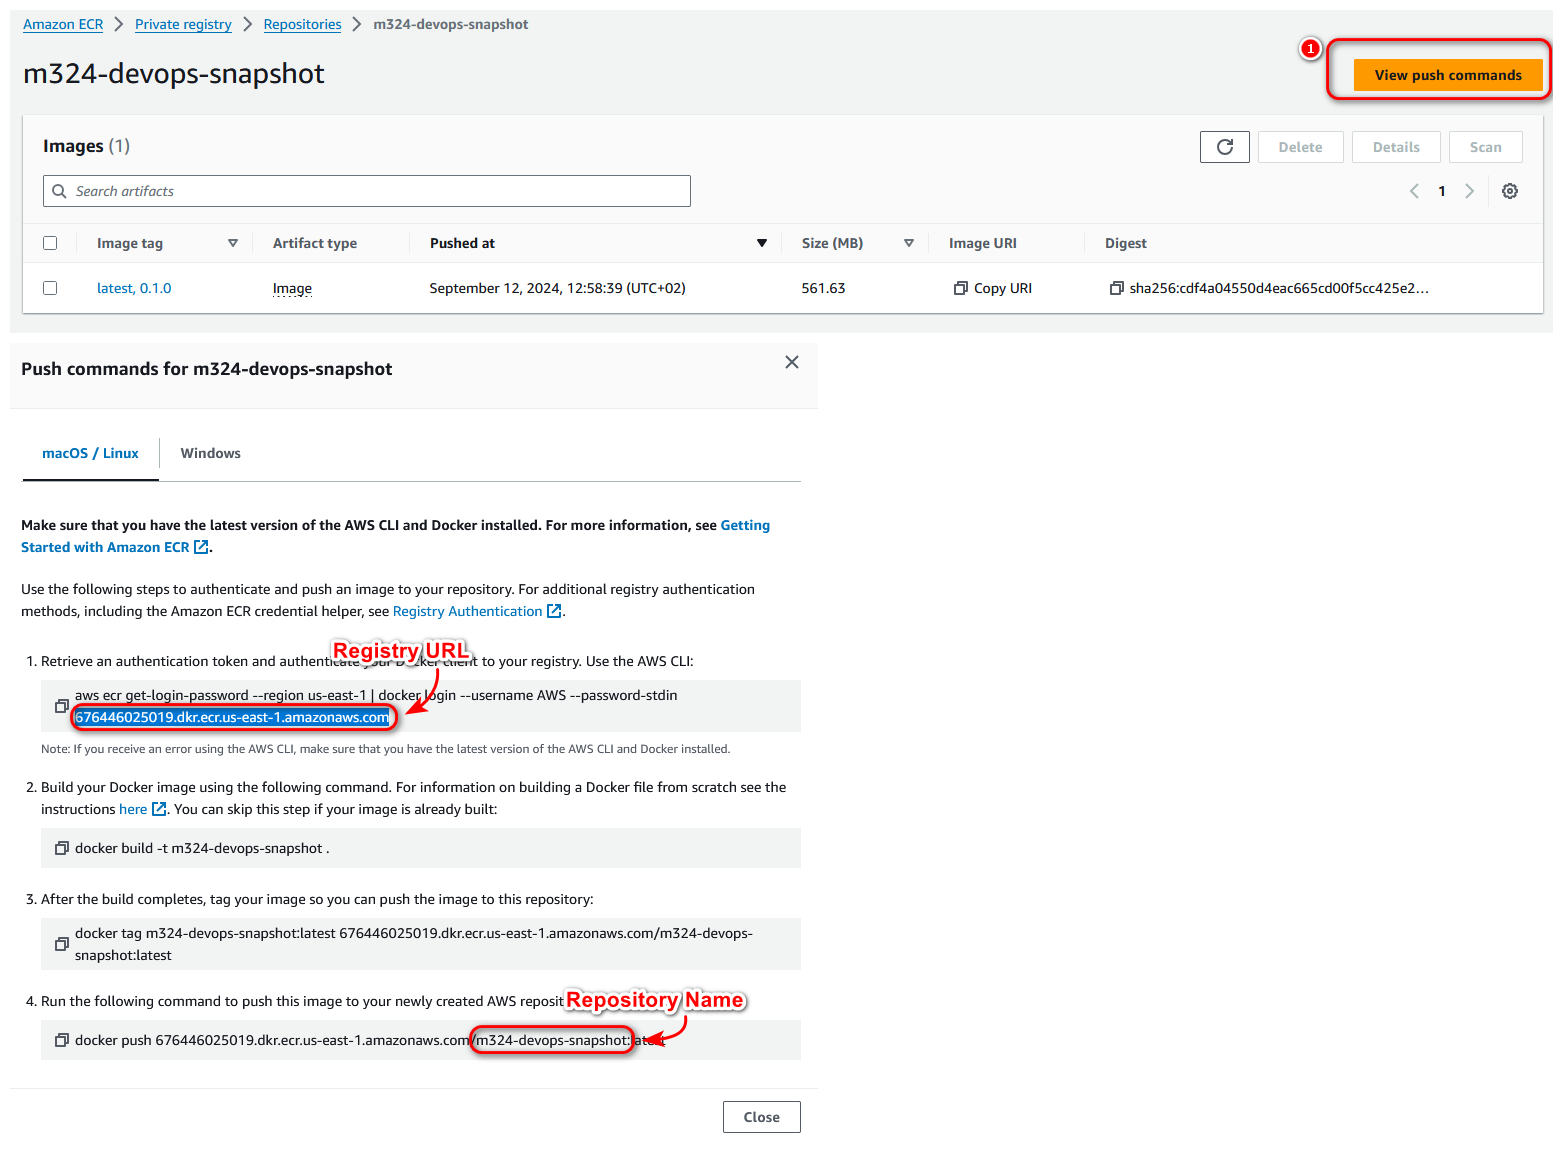 Amazon ECR > Private registry > Repositories > m324-devops-snapshot
m324-devops-snapshot
1
View push commands
Images (1)
Delete
Details
Scan
Search artifacts
1
Image tag
Artifact type
Pushed at
Size (MB)
Image URI
Digest
latest, 0.1.0
Image
September 12, 2024, 12:58:39 (UTC+02)
561.63
Copy URI
sha256:cdf4a04550d4eac665cd00f5cc425e2...
Push commands for m324-devops-snapshot
macOS / Linux
Windows
Make sure that you have the latest version of the AWS CLI and Docker installed. For more information, see Getting
Started with Amazon ECR.
Use the following steps to authenticate and push an image to your repository. For additional registry authentication
methods, including the Amazon ECR credential helper, see Registry Authentication.
Registry URL
1. Retrieve an authentication token and authenticate your Docker client to your registry. Use the AWS CLI:
aws ecr get-login-password --region us-east-1 | docker login --username AWS --password-stdin
676446025019.dkr.ecr.us-east-1.amazonaws.com
Note: If you receive an error using the AWS CLI, make sure that you have the latest version of the AWS CLI and Docker installed.
2. Build your Docker image using the following command. For information on building a Docker file from scratch see the
instructions here. You can skip this step if your image is already built:
docker build -t m324-devops-snapshot .
3. After the build completes, tag your image so you can push the image to this repository:
docker tag m324-devops-snapshot:latest 676446025019.dkr.ecr.us-east-1.amazonaws.com/m324-devops-
snapshot:latest
4. Run the following command to push this image to your newly created AWS
Repository Name
docker push 676446025019.dkr.ecr.us-east-1.amazonaws.com/m324-devops-snapshot:latest
Close